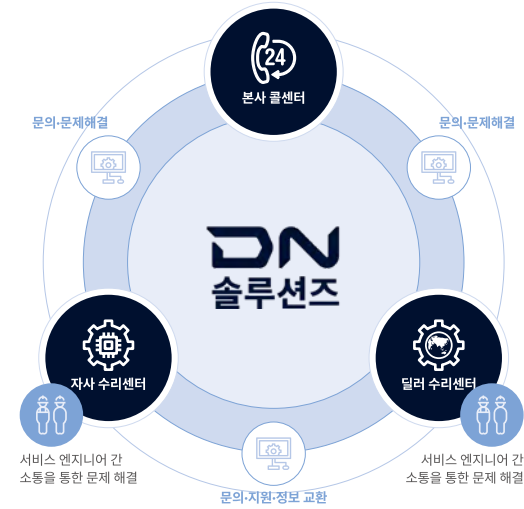 24
본사 콜센터
문의·문제해결
문의·문제해결
DN
솔루션즈
자사 수리센터
딜러 수리센터
서비스 엔지니어 간
소통을 통한 문제 해결
서비스 엔지니어 간
소통을 통한 문제 해결
문의·지원·정보 교환